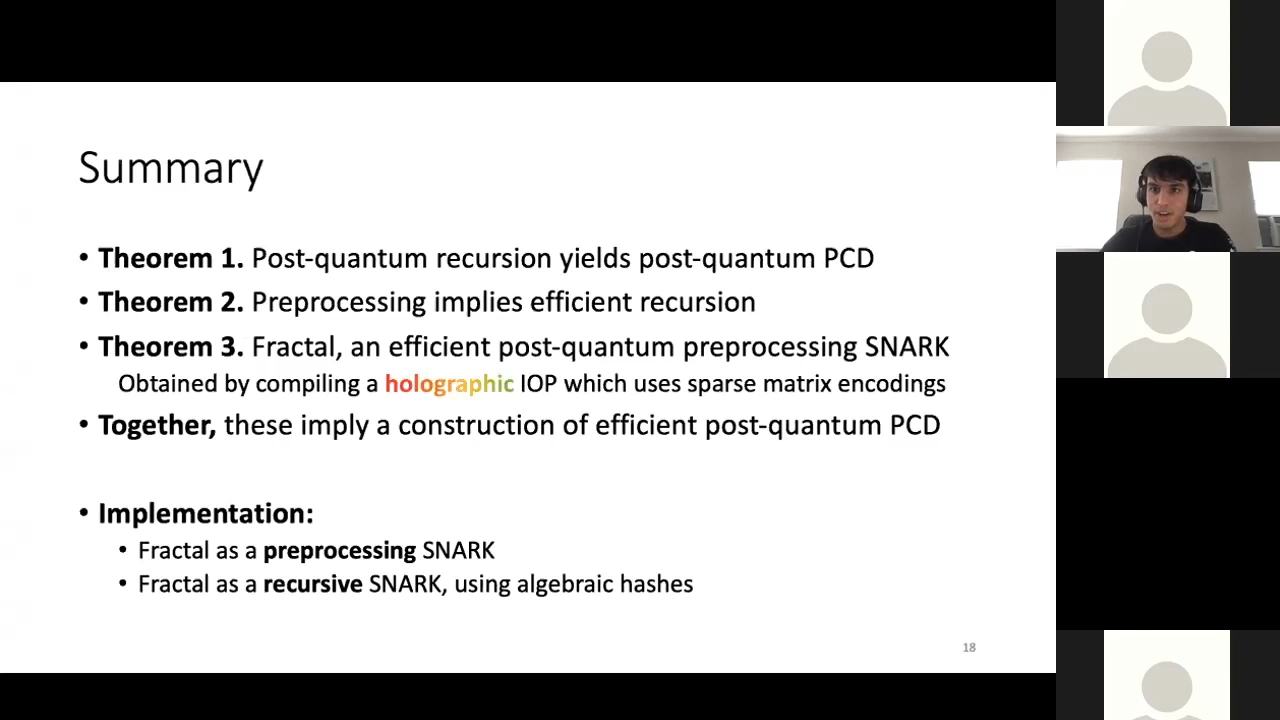 Summary
• Theorem 1. Post-quantum recursion yields post-quantum PCD
• Theorem 2. Preprocessing implies efficient recursion
• Theorem 3. Fractal, an efficient post-quantum preprocessing SNARK
Obtained by compiling a holographic IOP which uses sparse matrix encodings
• Together, these imply a construction of efficient post-quantum PCD
• Implementation:
• Fractal as a preprocessing SNARK
• Fractal as a recursive SNARK, using algebraic hashes
18